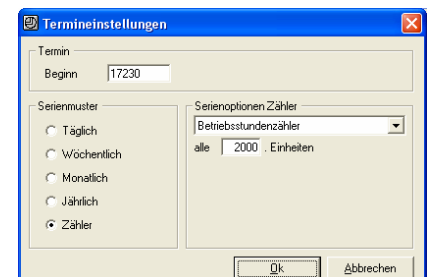 Termineinstellungen
Termin
Beginn 17230
Serienmuster
Täglich
Wöchentlich
Monatlich
Jährlich
Zähler
Serienoptionen Zähler
Betriebsstundenzähler
alle 2000 . Einheiten
Ok Abbrechen